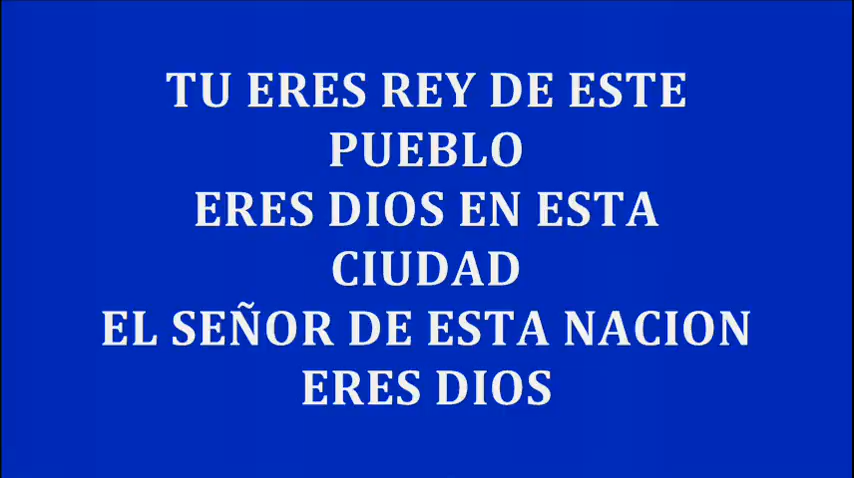 TU ERES REY DE ESTE
PUEBLO
ERES DIOS EN ESTA
CIUDAD
EL SEÑOR DE ESTA NACION
ERES DIOS